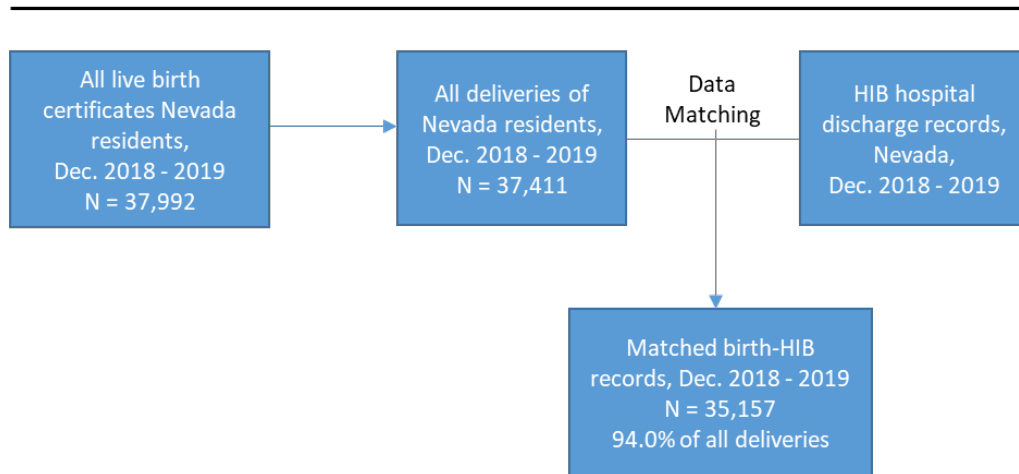 All live birth
certificates Nevada
residents,
Dec. 2018 - 2019
N = 37,992
All deliveries of
Nevada residents,
Dec. 2018 - 2019
N = 37,411
Data
Matching
HIB hospital
discharge records,
Nevada,
Dec. 2018 - 2019
Matched birth-HIB
records, Dec. 2018 - 2019
N = 35,157
94.0% of all deliveries